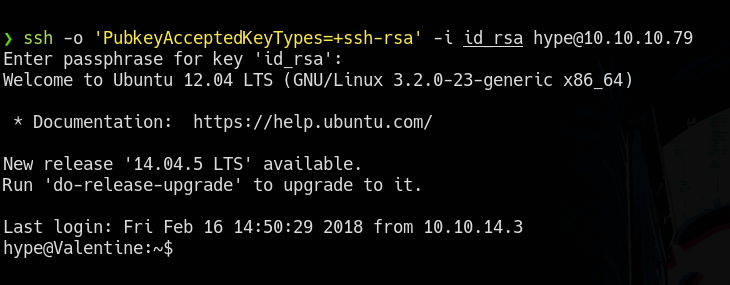 ❯ ssh -o 'PubkeyAcceptedKeyTypes=+ssh-rsa' -i id_rsa hype@10.10.10.79
Enter passphrase for key 'id_rsa':
Welcome to Ubuntu 12.04 LTS (GNU/Linux 3.2.0-23-generic x86_64)
* Documentation:  https://help.ubuntu.com/
New release '14.04.5 LTS' available.
Run 'do-release-upgrade' to upgrade to it.
Last login: Fri Feb 16 14:50:29 2018 from 10.10.14.3
hype@Valentine:~$